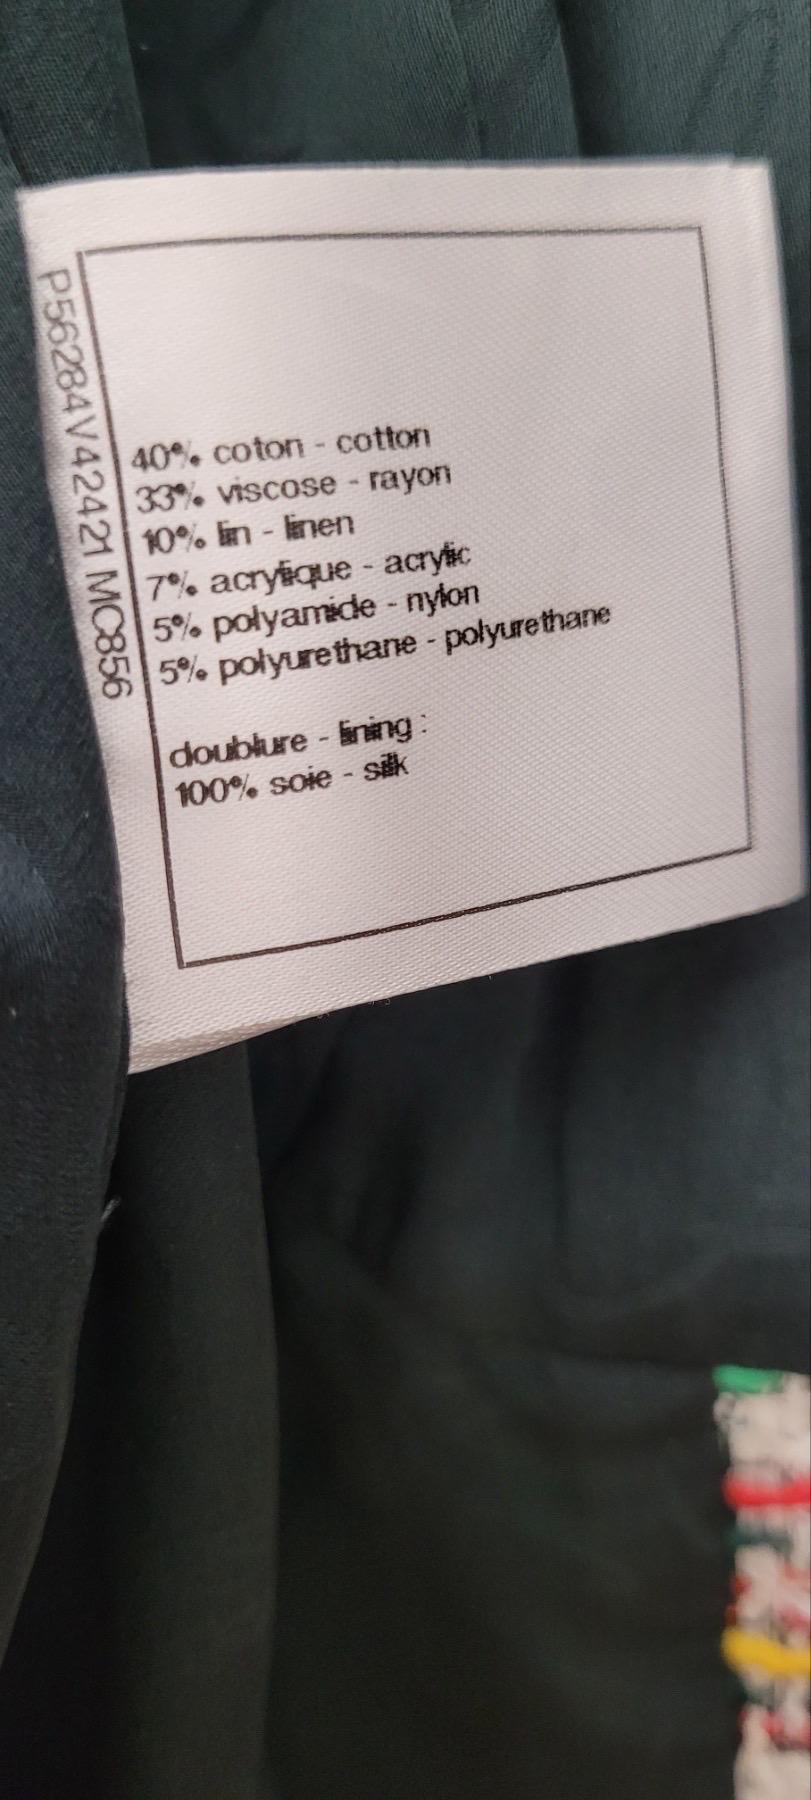 P56284V42421 MC856
40% coton - cotton
33% viscose - rayon
10% lin - linen
7% acrylique - acrylic
5% polyamide - nylon
5% polyurethane - polyurethane
doublure - lining :
100% soie - silk